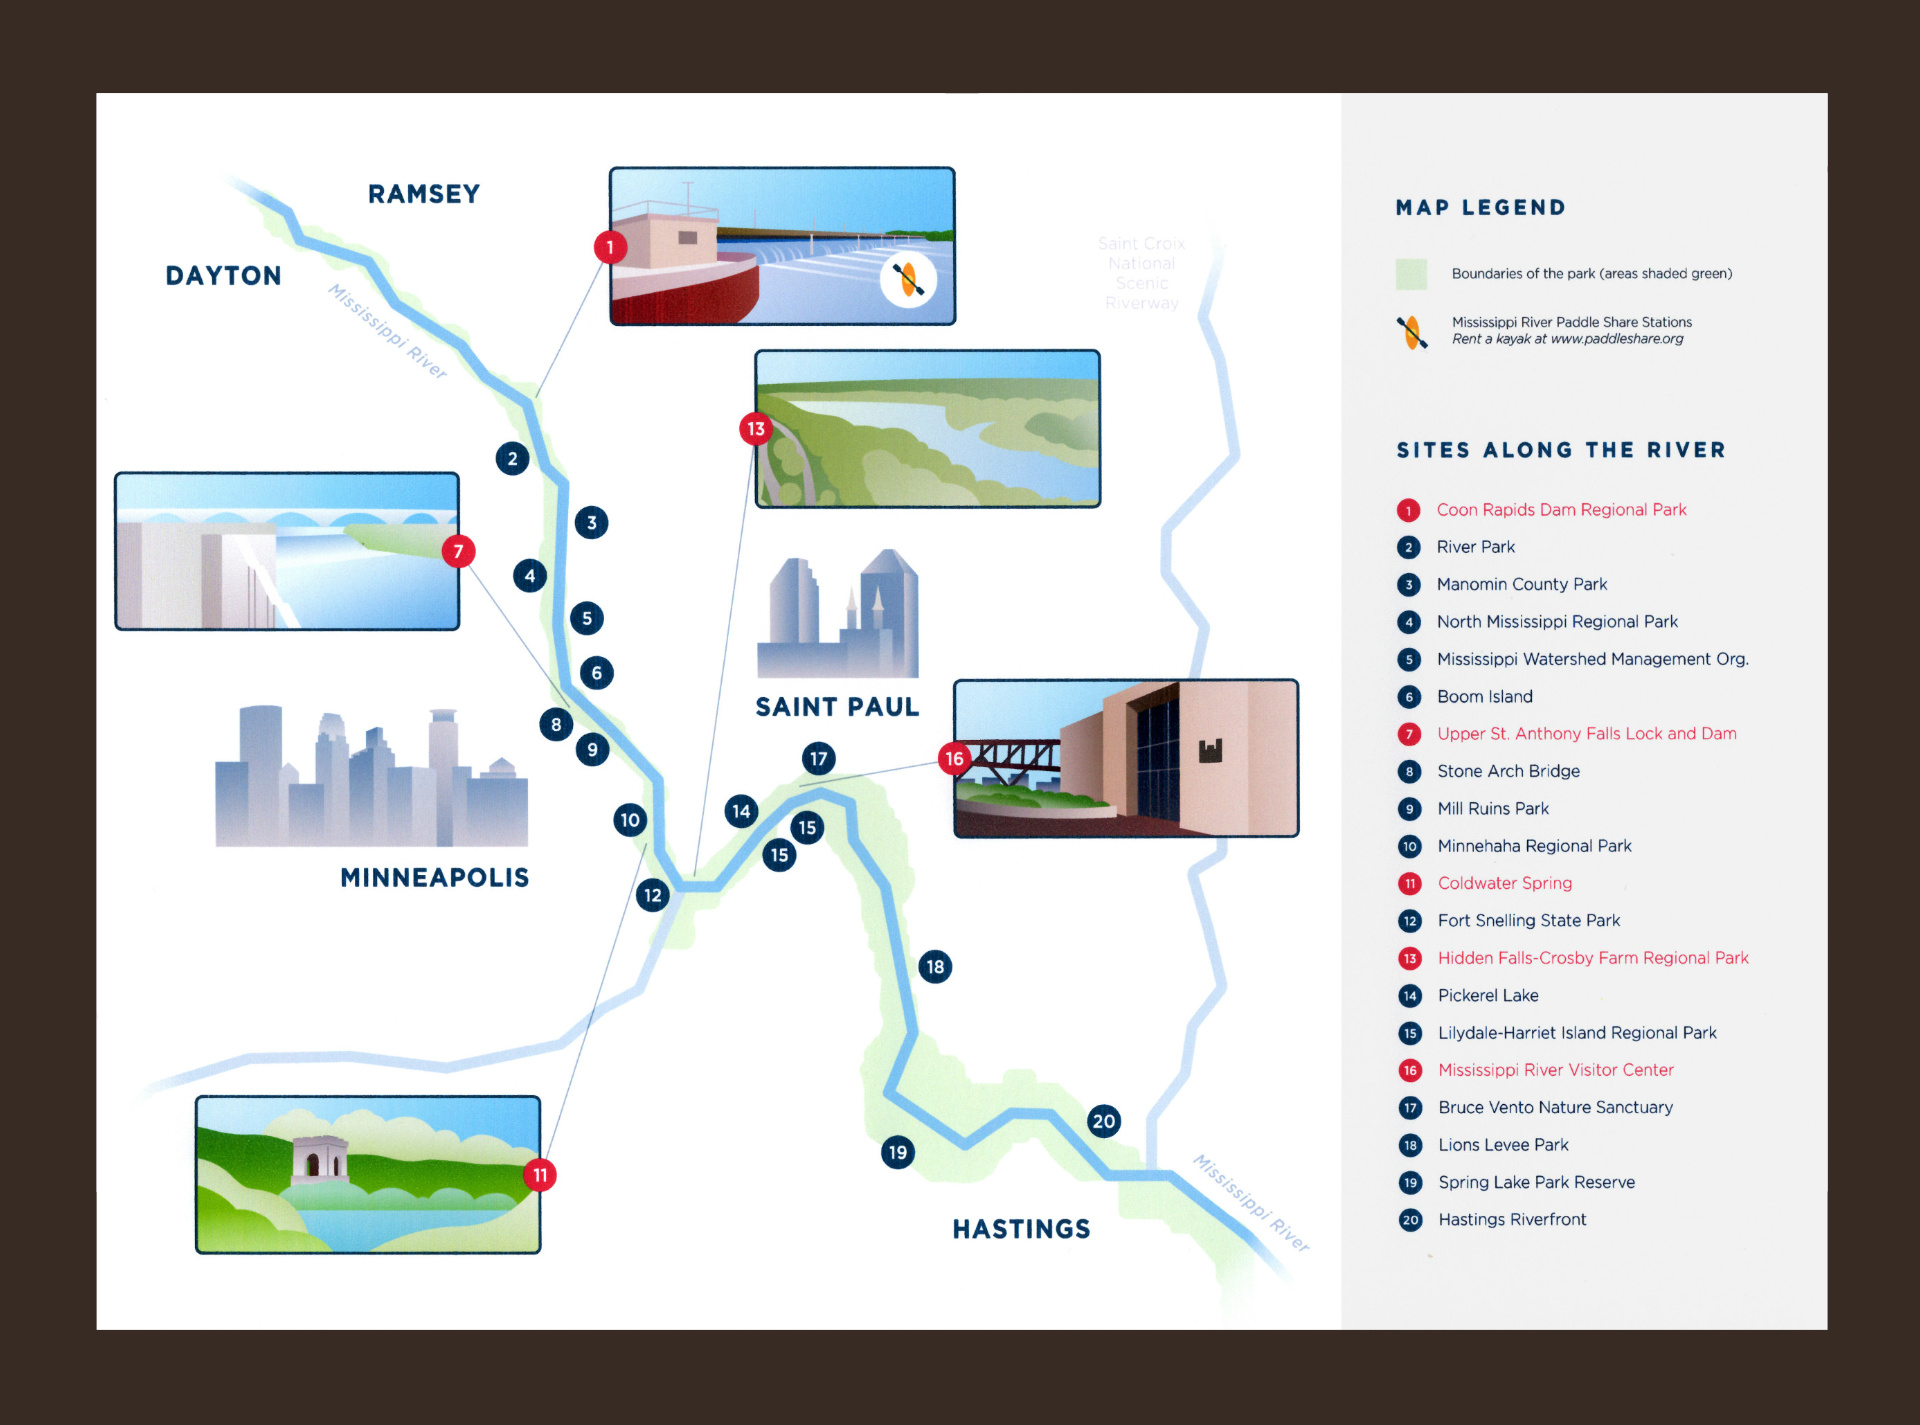 RAMSEY
DAYTON
Mississippi River
1
Saint Croix
National
Scenic
Riverway
13
2
3
7
4
5
6
SAINT PAUL
8
9
17
16
MINNEAPOLIS
10
14
15
15
12
18
20
19
11
HASTINGS
Mississippi River
MAP LEGEND
Boundaries of the park (areas shaded green)
Mississippi River Paddle Share Stations
Rent a kayak at www.paddleshare.org
SITES ALONG THE RIVER
1 Coon Rapids Dam Regional Park
2 River Park
3 Manomin County Park
4 North Mississippi Regional Park
5 Mississippi Watershed Management Org.
6 Boom Island
7 Upper St. Anthony Falls Lock and Dam
8 Stone Arch Bridge
9 Mill Ruins Park
10 Minnehaha Regional Park
11 Coldwater Spring
12 Fort Snelling State Park
13 Hidden Falls-Crosby Farm Regional Park
14 Pickerel Lake
15 Lilydale-Harriet Island Regional Park
16 Mississippi River Visitor Center
17 Bruce Vento Nature Sanctuary
18 Lions Levee Park
19 Spring Lake Park Reserve
20 Hastings Riverfront